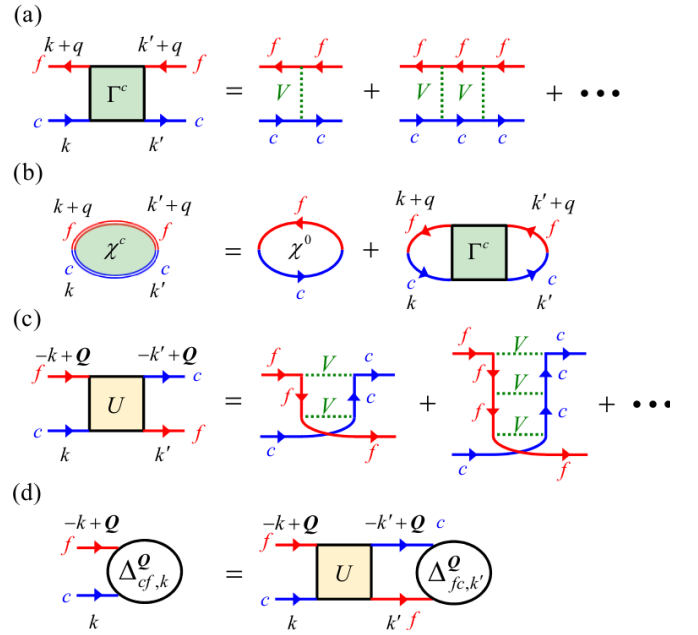 (a)
k+q k′+q
f Γ^c f = f f + f f f + •••
V V V
c c c c c c c
k k′
(b)
k+q k′+q f k+q k′+q
f f f f
χ^c = χ^0 + Γ^c
c c c c
k k′ c k k′
(c)
−k+Q −k′+Q
f c f V c f V c
U = f c + f V c + •••
V f V c
c f c f c f
k k′
(d)
−k+Q −k+Q −k′+Q c
f f
Δ^Q_{cf,k} = U Δ^Q_{fc,k′}
c c f
k k k′